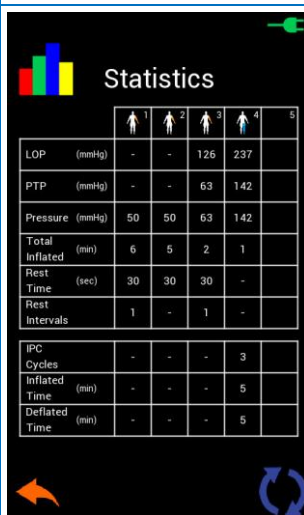 Statistics
1 2 3 4 5
LOP (mmHg) - - 126 237
PTP (mmHg) - - 63 142
Pressure (mmHg) 50 50 63 142
Total
Inflated (min) 6 5 2 1
Rest
Time (sec) 30 30 30 -
Rest
Intervals 1 - 1 -
IPC
Cycles - - - 3
Inflated
Time (min) - - - 5
Deflated
Time (min) - - - 5